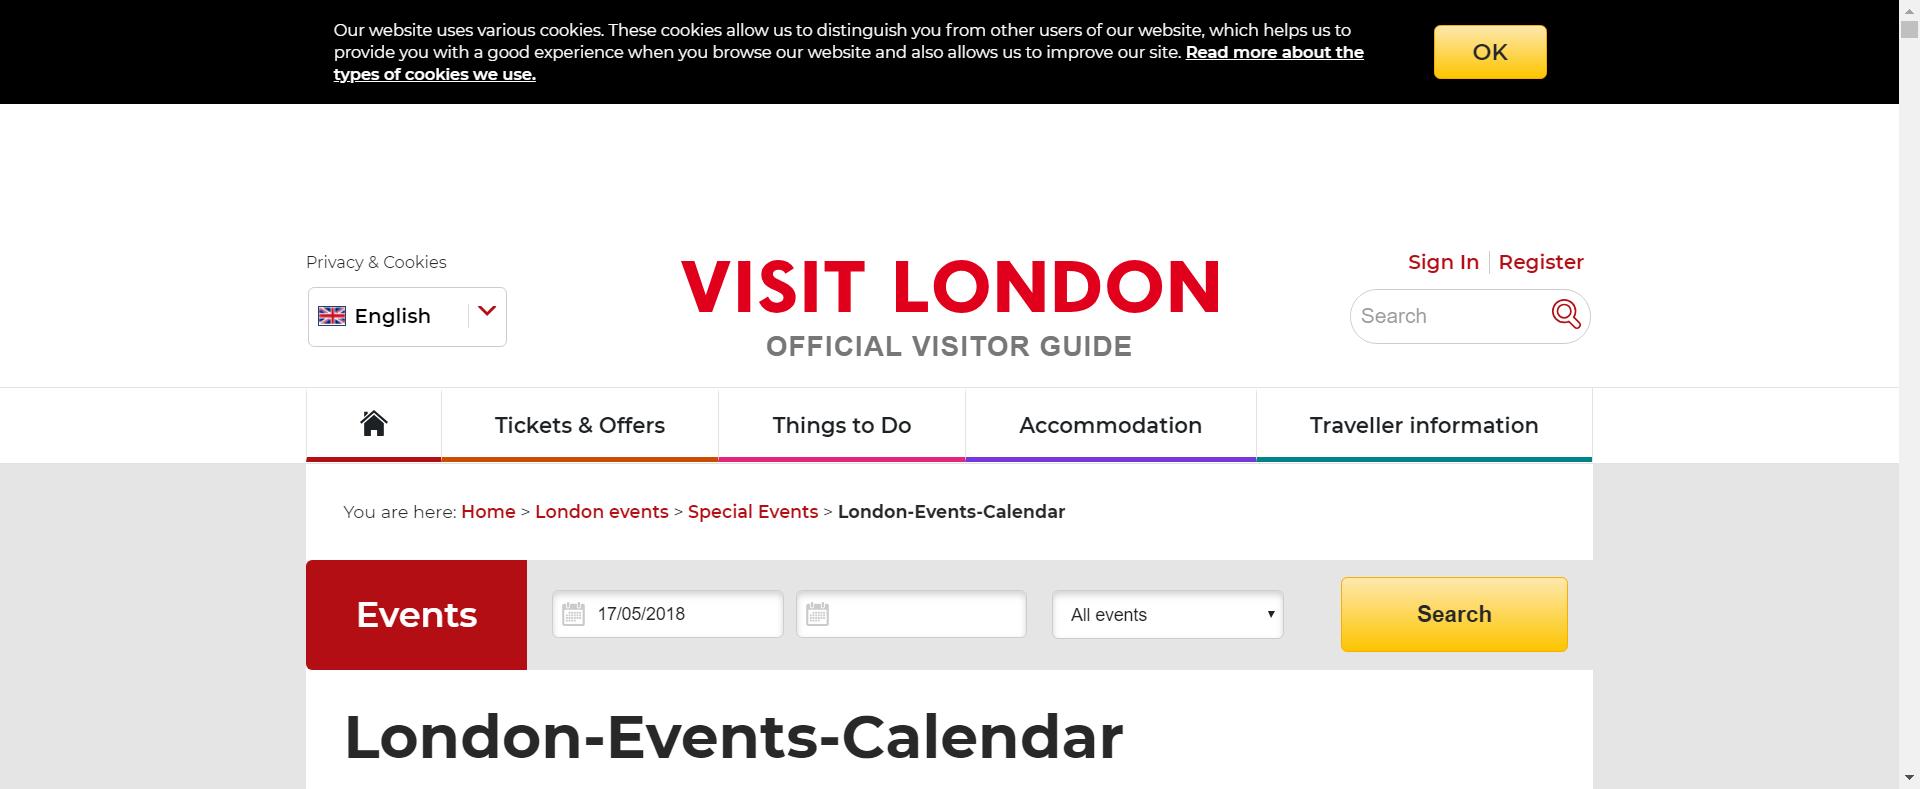 Our website uses various cookies. These cookies allow us to distinguish you from other users of our website, which helps us to
provide you with a good experience when you browse our website and also allows us to improve our site. Read more about the
types of cookies we use.
OK
Privacy & Cookies
English
VISIT LONDON
OFFICIAL VISITOR GUIDE
Sign In
Register
Search
Tickets & Offers
Things to Do
Accommodation
Traveller information
You are here: Home > London events > Special Events > London-Events-Calendar
Events
17/05/2018
All events
Search
London-Events-Calendar